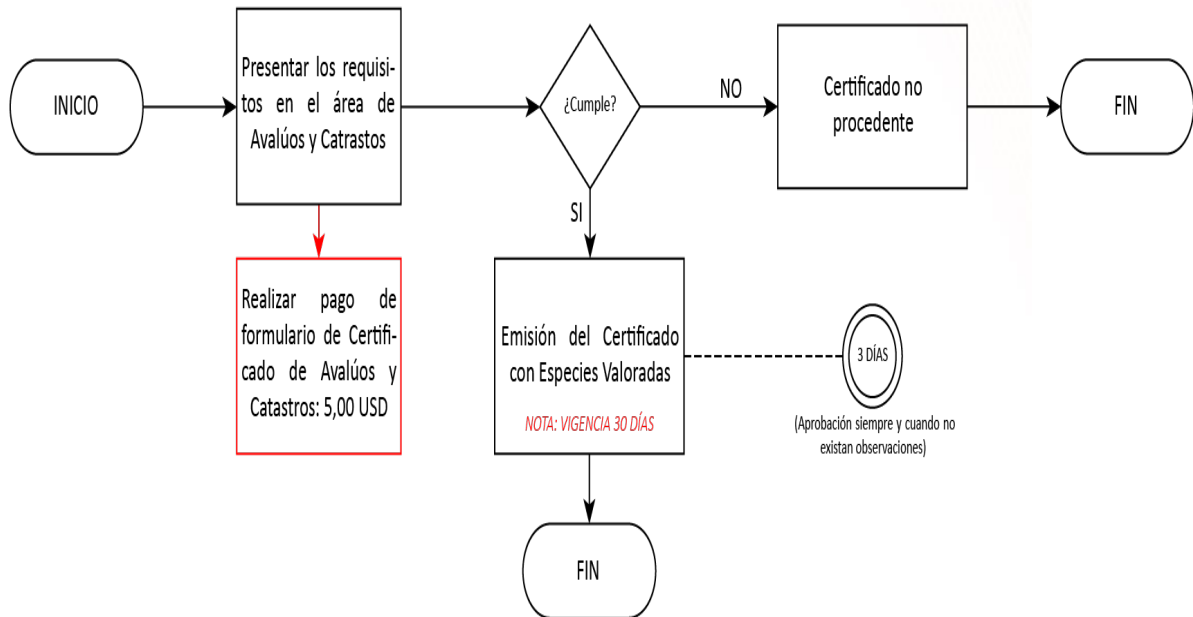 INICIO
Presentar los requisi-
tos en el área de
Avalúos y Catrastos
¿Cumple?
NO
Certificado no
procedente
FIN
SI
Realizar pago de
formulario de Certifi-
cado de Avalúos y
Catastros: 5,00 USD
Emisión del Certificado
con Especies Valoradas
NOTA: VIGENCIA 30 DÍAS
3 DÍAS
(Aprobación siempre y cuando no
existan observaciones)
FIN